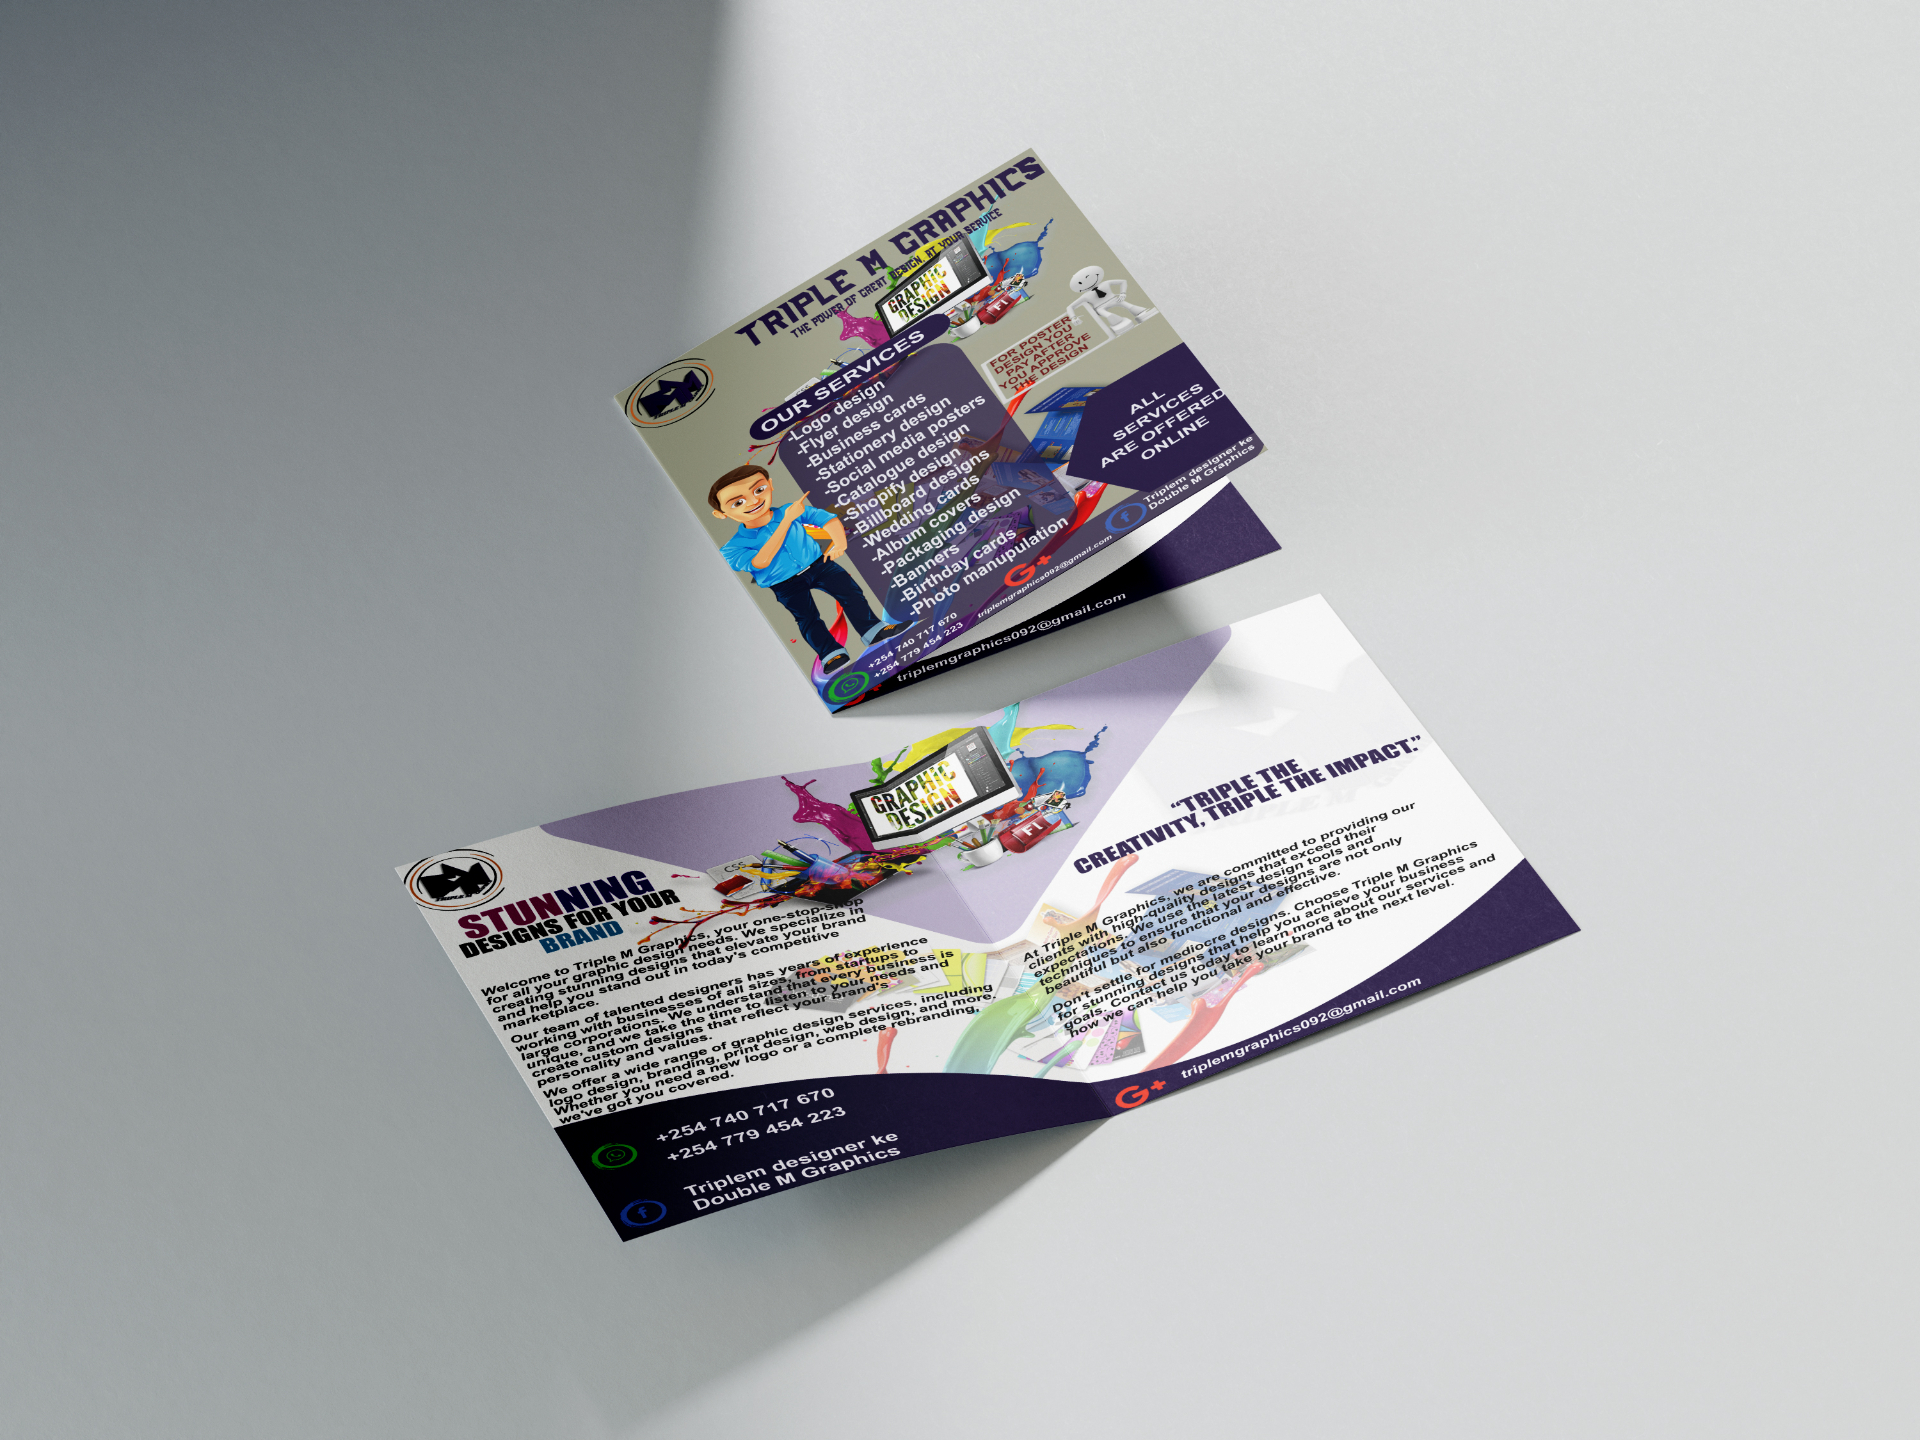 TRIPLE M GRAPHICS
THE POWER OF GREAT DESIGN, AT YOUR SERVICE
GRAPHIC
DESIGN
FOR POSTER
DESIGN YOU
PAY AFTER
YOU APPROVE
THE DESIGN
OUR SERVICES
-Logo design
-Flyer design
-Business cards
-Stationery design
-Social media posters
-Catalogue design
-Shopify design
-Billboard designs
-Wedding cards
-Album covers
-Packaging design
-Banners
-Birthday cards
-Photo manupulation
ALL
SERVICES
ARE OFFERED
ONLINE
Triplem designer ke
Double M Graphics
G+
triplemgraphics092@gmail.com
+254 740 717 670
+254 779 454 223
triplemgraphics092@gmail.com
STUNNING
DESIGNS FOR YOUR
BRAND
CSS
GRAPHIC
DESIGN
Fl
Welcome to Triple M Graphics, your one-stop-shop
for all your graphic design needs. We specialize in
creating stunning designs that elevate your brand
and help you stand out in today's competitive
marketplace.
Our team of talented designers has years of experience
working with businesses of all sizes, from startups to
large corporations. We understand that every business is
unique, and we take the time to listen to your needs and
create custom designs that reflect your brand's
personality and values.
We offer a wide range of graphic design services, including
logo design, branding, print design, web design, and more.
Whether you need a new logo or a complete rebranding,
we've got you covered.
+254 740 717 670
+254 779 454 223
Triplem designer ke
Double M Graphics
“TRIPLE THE
CREATIVITY, TRIPLE THE IMPACT.”
At Triple M Graphics, we are committed to providing our
clients with high-quality designs that exceed their
expectations. We use the latest design tools and
techniques to ensure that your designs are not only
beautiful but also functional and effective.
Don't settle for mediocre designs. Choose Triple M Graphics
for stunning designs that help you achieve your business
goals. Contact us today to learn more about our services and
how we can help you take your brand to the next level.
G+
triplemgraphics092@gmail.com